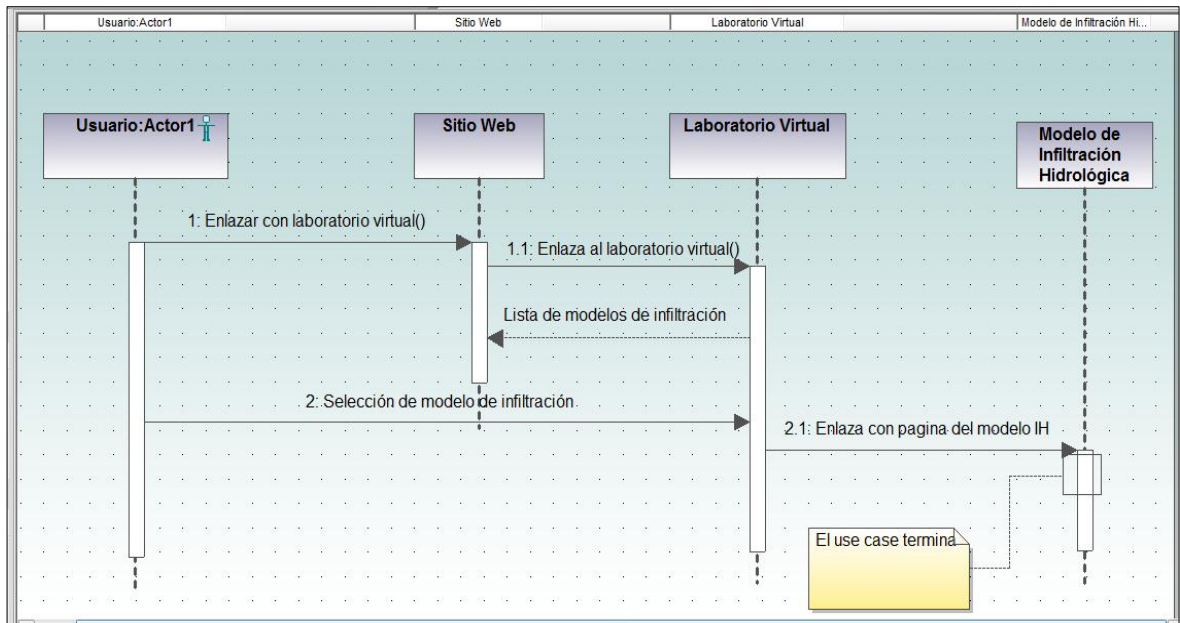 Usuario:Actor1
Sitio Web
Laboratorio Virtual
Modelo de Infiltración Hi...
Usuario:Actor1
Sitio Web
Laboratorio Virtual
Modelo de
Infiltración
Hidrológica
1: Enlazar con laboratorio virtual()
1.1: Enlaza al laboratorio virtual()
Lista de modelos de infiltración
2: Selección de modelo de infiltración
2.1: Enlaza con pagina del modelo IH
El use case termina